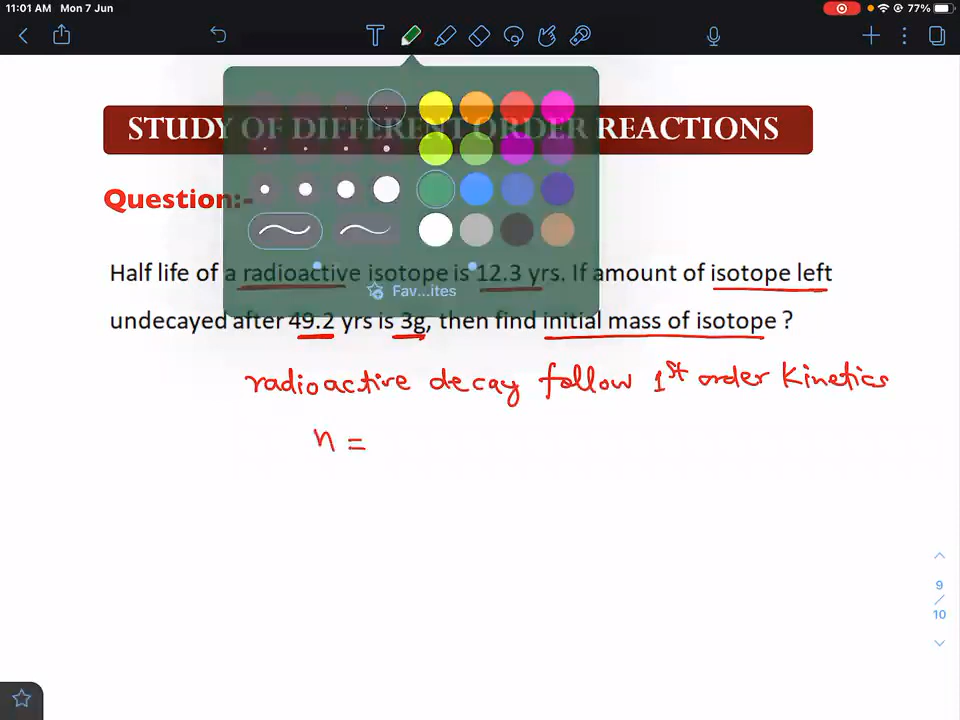 11:01 AM Mon 7 Jun 77%
STUDY OF DIFFERENT ORDER REACTIONS
Question:-
Half life of a radioactive isotope is 12.3 yrs. If amount of isotope left
Fav...ites
undecayed after 49.2 yrs is 3g, then find initial mass of isotope ?
radioactive decay follow 1st order Kinetics
n =
9
/
10